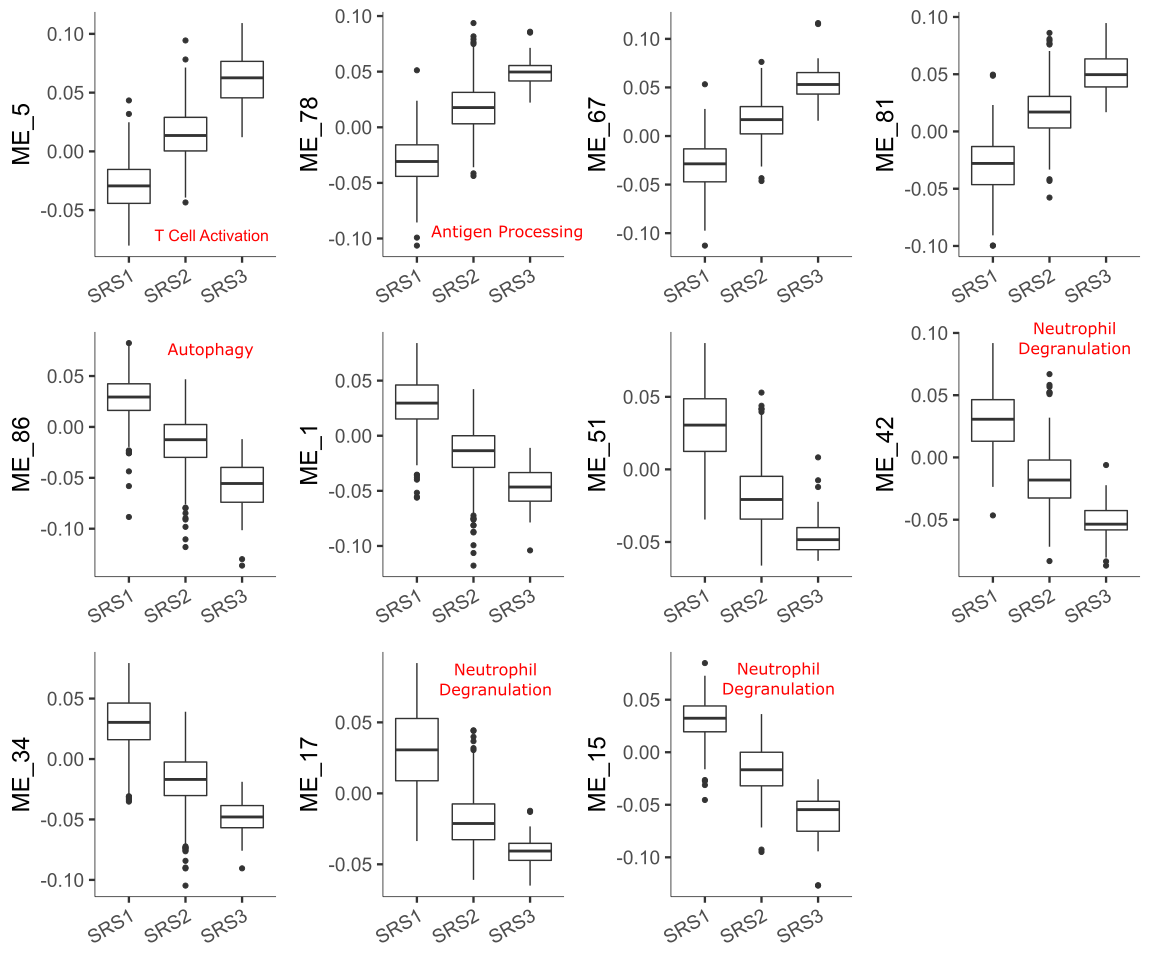 ME_5
0.10
0.05
0.00
-0.05
T Cell Activation
SRS1
SRS2
SRS3
ME_78
0.10
0.05
0.00
-0.05
-0.10
Antigen Processing
SRS1
SRS2
SRS3
ME_67
0.10
0.05
0.00
-0.05
-0.10
SRS1
SRS2
SRS3
ME_81
0.10
0.05
0.00
-0.05
-0.10
SRS1
SRS2
SRS3
ME_86
0.05
0.00
-0.05
-0.10
Autophagy
SRS1
SRS2
SRS3
ME_1
0.05
0.00
-0.05
-0.10
SRS1
SRS2
SRS3
ME_51
0.05
0.00
-0.05
SRS1
SRS2
SRS3
ME_42
0.10
0.05
0.00
-0.05
Neutrophil
Degranulation
SRS1
SRS2
SRS3
ME_34
0.05
0.00
-0.05
-0.10
SRS1
SRS2
SRS3
ME_17
0.05
0.00
-0.05
Neutrophil
Degranulation
SRS1
SRS2
SRS3
ME_15
0.05
0.00
-0.05
-0.10
Neutrophil
Degranulation
SRS1
SRS2
SRS3